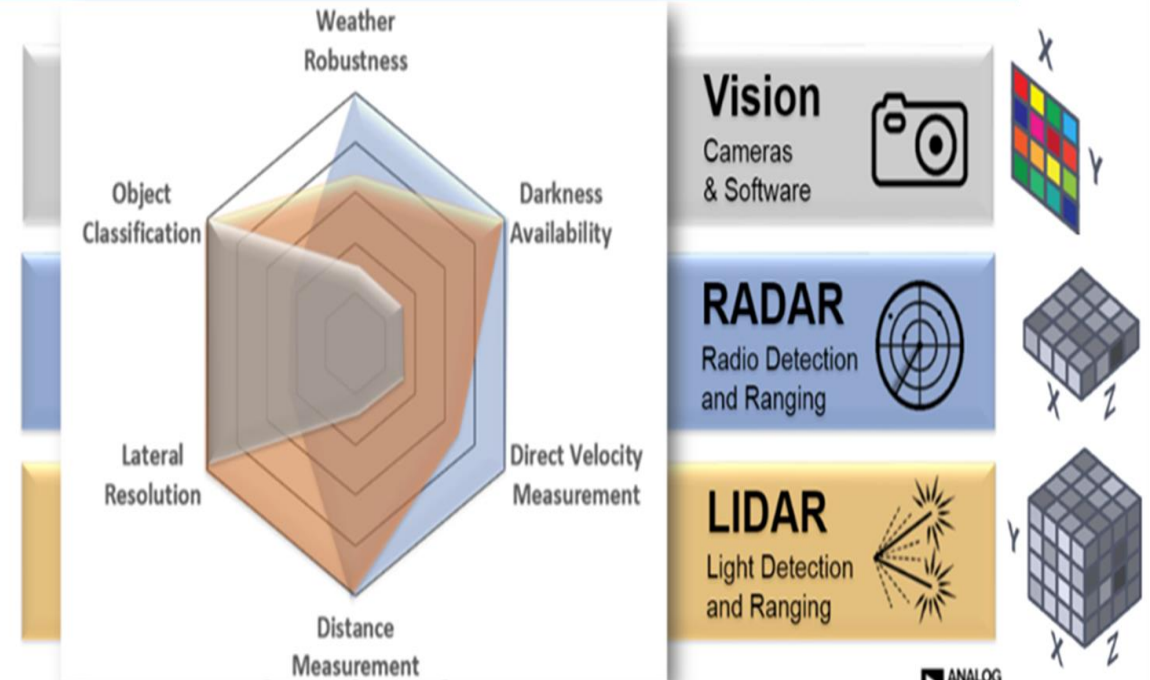 Weather
Robustness
Object
Classification
Darkness
Availability
Lateral
Resolution
Direct Velocity
Measurement
Distance
Measurement
Vision
Cameras
& Software
X
Y
RADAR
Radio Detection
and Ranging
X
Z
LIDAR
Light Detection
and Ranging
Y
X
Z
ANALOG